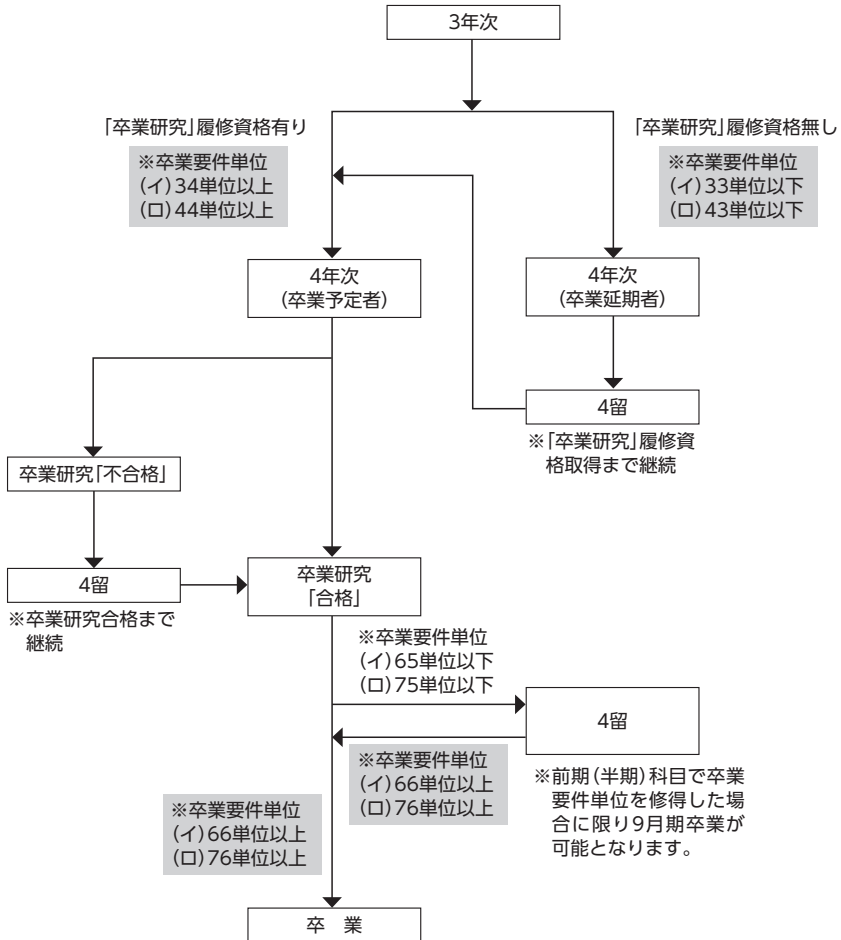 3年次
「卒業研究」履修資格有り
※卒業要件単位
(イ)34単位以上
(ロ)44単位以上
「卒業研究」履修資格無し
※卒業要件単位
(イ)33単位以下
(ロ)43単位以下
4年次
(卒業予定者)
4年次
(卒業延期者)
4留
※「卒業研究」履修資
格取得まで継続
卒業研究「不合格」
4留
※卒業研究合格まで
継続
卒業研究
「合格」
※卒業要件単位
(イ)65単位以下
(ロ)75単位以下
4留
※前期(半期)科目で卒業
要件単位を修得した場
合に限り9月期卒業が
可能となります。
※卒業要件単位
(イ)66単位以上
(ロ)76単位以上
※卒業要件単位
(イ)66単位以上
(ロ)76単位以上
卒 業